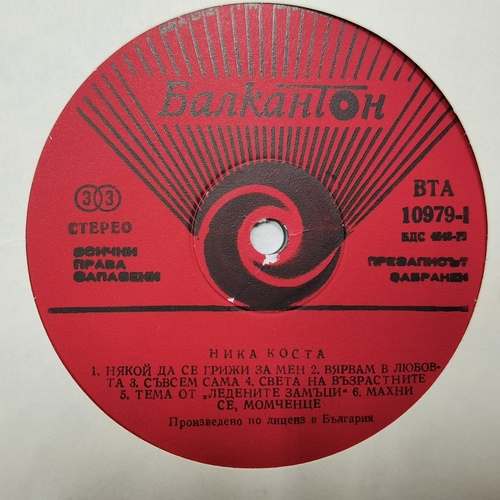 БалканТон
33
СТЕРЕО
ВСИЧКИ
ПРАВА
ЗАПАЗЕНИ
ВТА
10979-I
БДС
ПРЕЗАПИСЪТ
ЗАБРАНЕН
НИКА КОСТА
1. НЯКОЙ ДА СЕ ГРИЖИ ЗА МЕН 2. ВЯРВАМ В ЛЮБОВ-
ТА 3. СЪВСЕМ САМА 4. СВЕТА НА ВЪЗРАСТНИТЕ
5. ТЕМА ОТ „ЛЕДЕНИТЕ ЗАМЪЦИ" 6. МАХНИ
СЕ, МОМЧЕНЦЕ
Произведено по лиценз в България